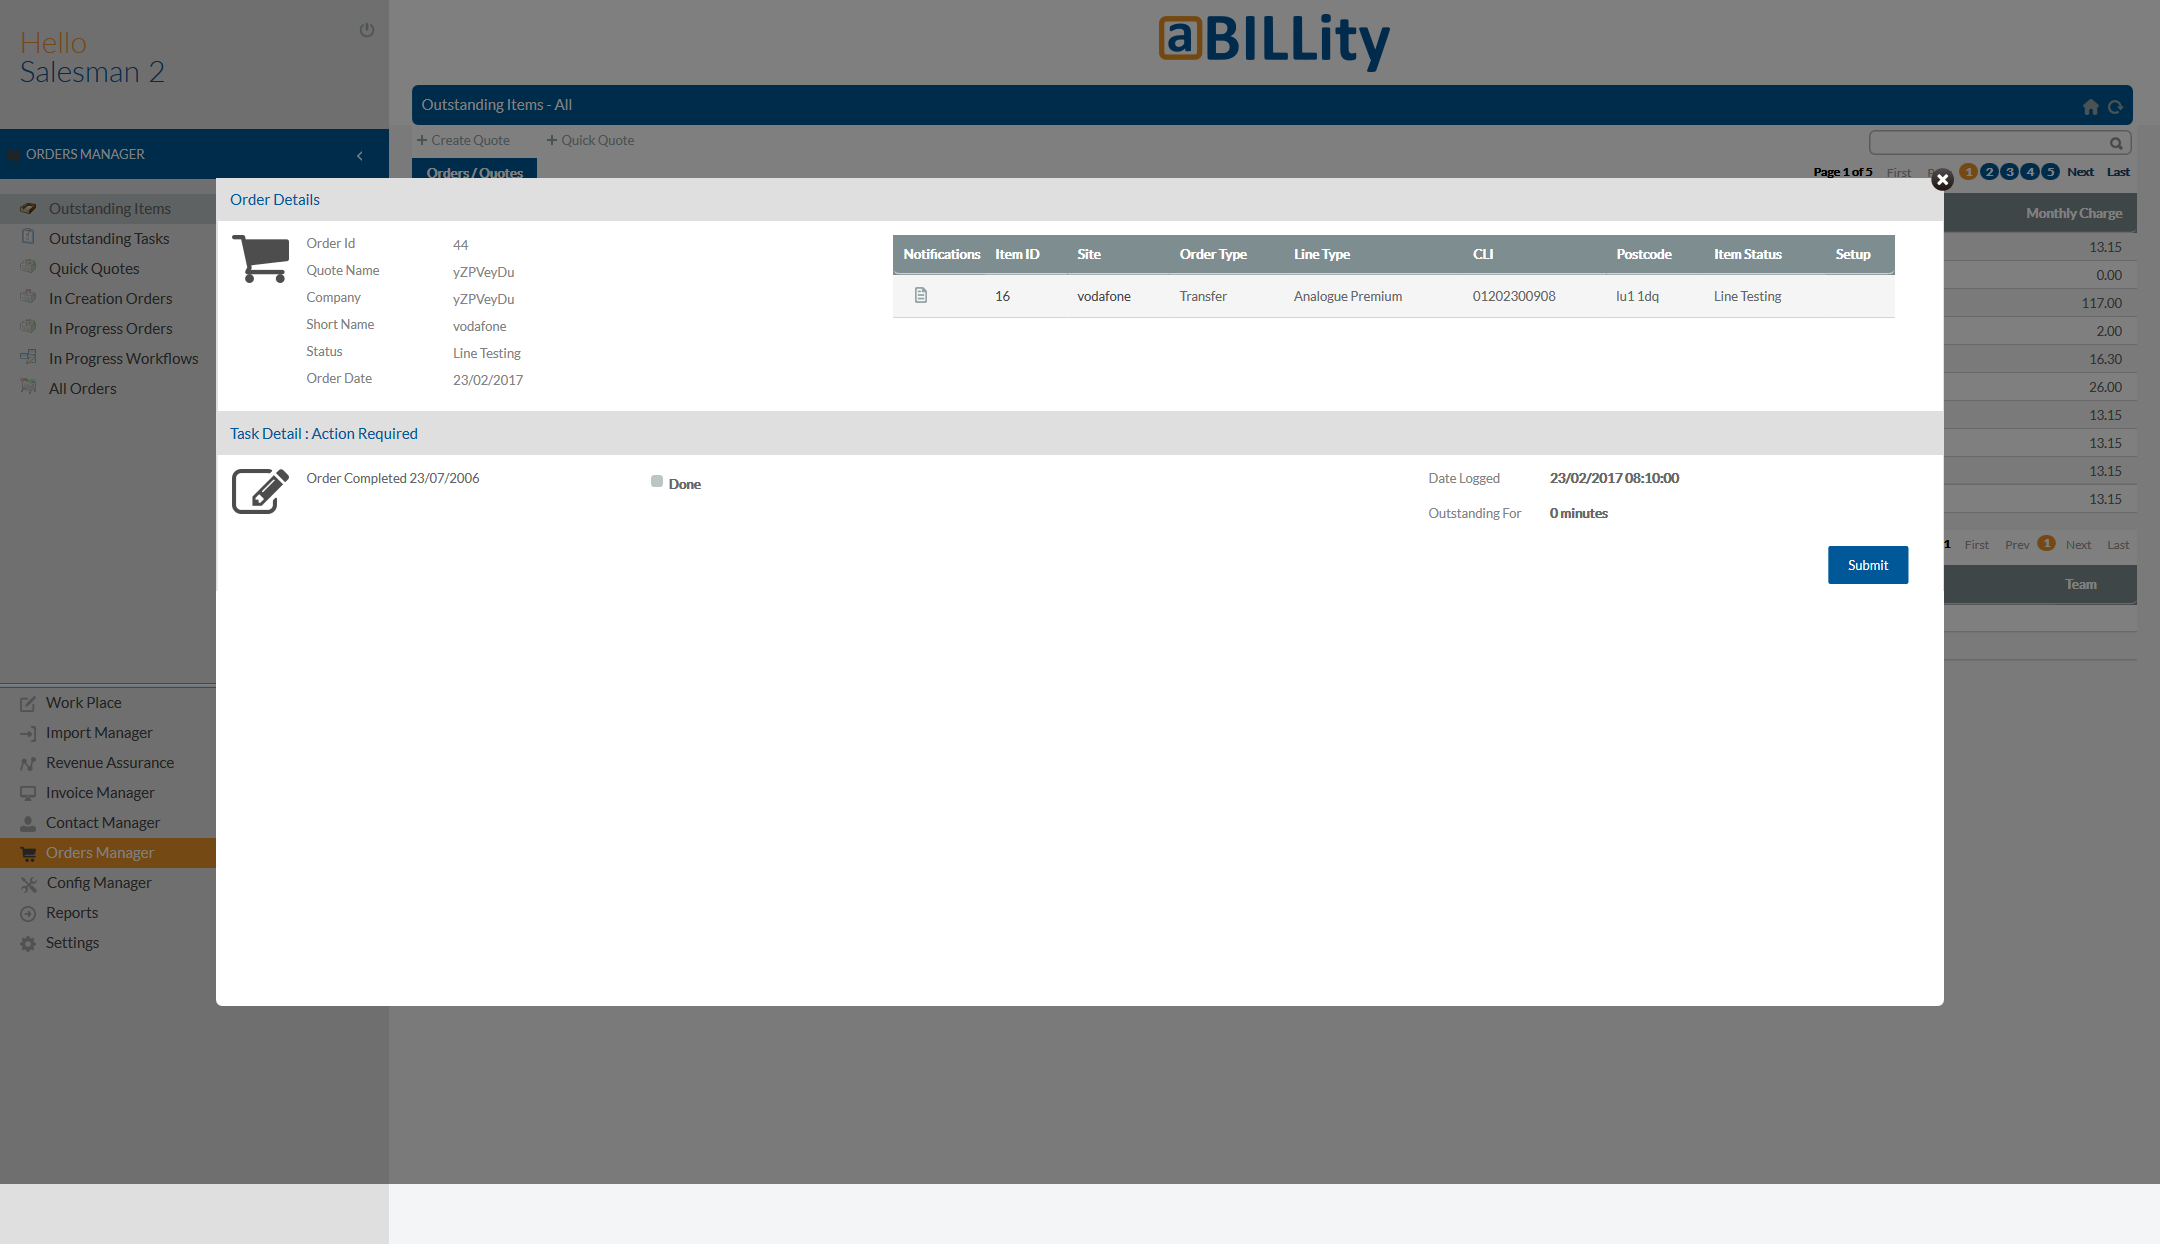 Hello
Salesman 2
aBILLity
Outstanding Items - All
+ Create Quote
+ Quick Quote
Orders / Quotes
Page 1 of 5 First 1 2 3 4 5 Next Last
ORDERS MANAGER
Outstanding Items
Outstanding Tasks
Quick Quotes
In Creation Orders
In Progress Orders
In Progress Workflows
All Orders
Work Place
Import Manager
Revenue Assurance
Invoice Manager
Contact Manager
Orders Manager
Config Manager
Reports
Settings
Order Details
Order Id 44
Quote Name yZPVeyDu
Company yZPVeyDu
Short Name vodafone
Status Line Testing
Order Date 23/02/2017
Notifications Item ID Site Order Type Line Type CLI Postcode Item Status Setup
16 vodafone Transfer Analogue Premium 01202300908 lu1 1dq Line Testing
Task Detail : Action Required
Order Completed 23/07/2006
Done
Date Logged 23/02/2017 08:10:00
Outstanding For 0 minutes
Submit
Monthly Charge
13.15
0.00
117.00
2.00
16.30
26.00
13.15
13.15
13.15
13.15
1 First Prev 1 Next Last
Team